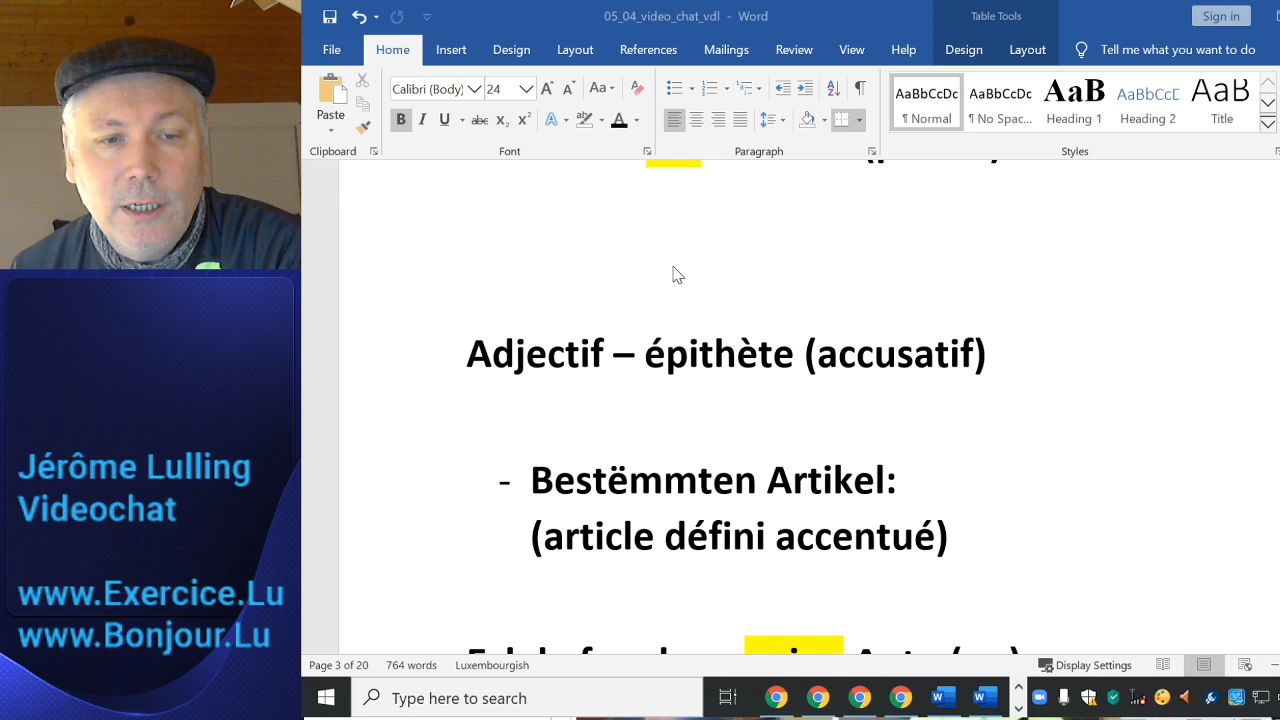 05_04_video_chat_vdl - Word
Table Tools
Sign in
File Home Insert Design Layout References Mailings Review View Help Design Layout Tell me what you want to do
Calibri (Body) 24
Paste
AaBbCcDc AaBbCcDc AaB AaBbCcDc AaB
¶ Normal ¶ No Spac... Heading 1 Heading 2 Title
Clipboard Font Paragraph Styles
Adjectif – épithète (accusatif)
- Bestëmmten Artikel:
(article défini accentué)
Jérôme Lulling
Videochat
www.Exercice.Lu
www.Bonjour.Lu
Page 3 of 20 764 words Luxembourgish Display Settings
Type here to search